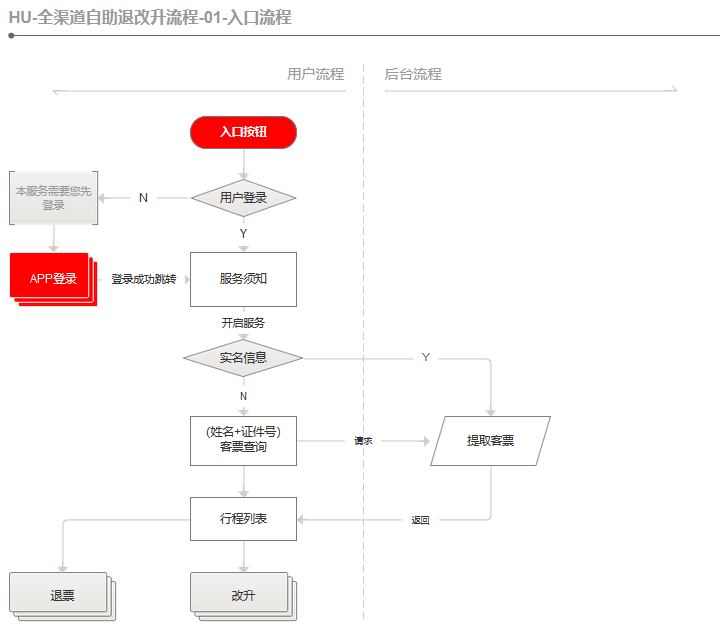 HU-全渠道自助退改升流程-01-入口流程
用户流程
后台流程
入口按钮
本服务需要您先
登录
N
用户登录
Y
APP登录
登录成功跳转
服务须知
开启服务
实名信息
Y
N
(姓名+证件号)
客票查询
请求
提取客票
行程列表
返回
退票
改升